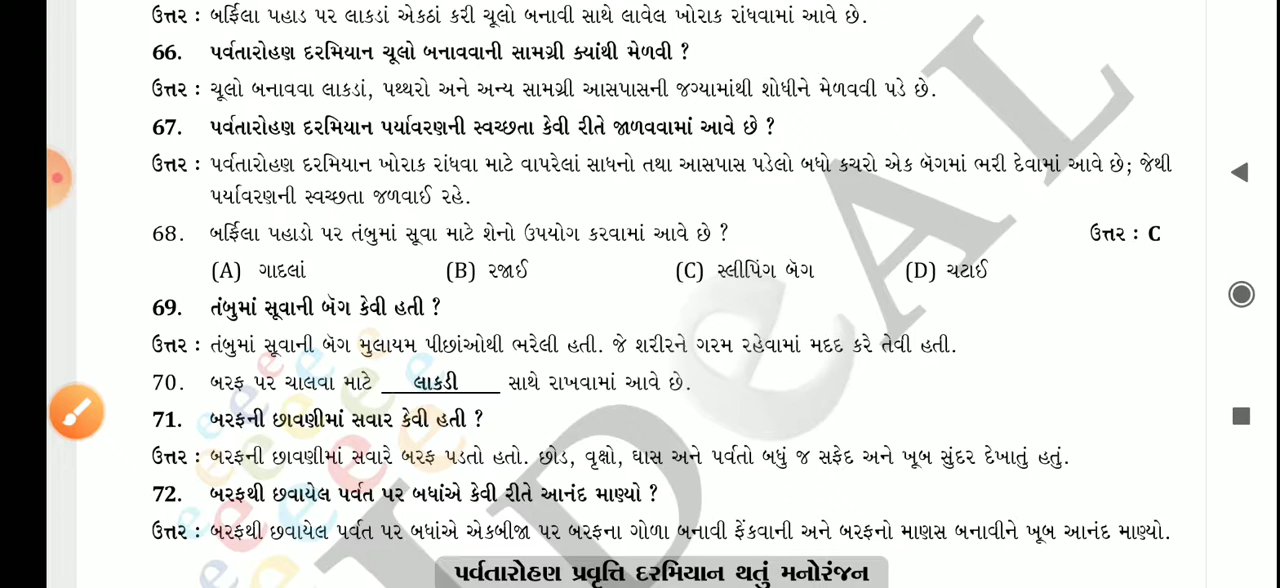 ઉત્તર : બર્ફિલા પહાડ પર લાકડાં એકઠાં કરી ચૂલો બનાવી સાથે લાવેલ ખોરાક રાંધવામાં આવે છે.
66. પર્વતારોહણ દરમિયાન ચૂલો બનાવવાની સામગ્રી ક્યાંથી મેળવી ?
ઉત્તર : ચૂલો બનાવવા લાકડાં, પથ્થરો અને અન્ય સામગ્રી આસપાસની જગ્યામાંથી શોધીને મેળવવી પડે છે.
67. પર્વતારોહણ દરમિયાન પર્યાવરણની સ્વચ્છતા કેવી રીતે જાળવવામાં આવે છે ?
ઉત્તર : પર્વતારોહણ દરમિયાન ખોરાક રાંધવા માટે વાપરેલાં સાધનો તથા આસપાસ પડેલો બધો કચરો એક બૅગમાં ભરી દેવામાં આવે છે; જેથી
પર્યાવરણની સ્વચ્છતા જળવાઈ રહે.
68. બર્ફિલા પહાડો પર તંબુમાં સૂવા માટે શેનો ઉપયોગ કરવામાં આવે છે ? ઉત્તર : C
(A) ગાદલાં (B) રજાઈ (C) સ્લીપિંગ બૅગ (D) ચટાઈ
69. તંબુમાં સૂવાની બૅગ કેવી હતી ?
ઉત્તર : તંબુમાં સૂવાની બૅગ મુલાયમ પીછાંઓથી ભરેલી હતી. જે શરીરને ગરમ રહેવામાં મદદ કરે તેવી હતી.
70. બરફ પર ચાલવા માટે લાકડી સાથે રાખવામાં આવે છે.
71. બરફની છાવણીમાં સવાર કેવી હતી ?
ઉત્તર : બરફની છાવણીમાં સવારે બરફ પડતો હતો. છોડ, વૃક્ષો, ઘાસ અને પર્વતો બધું જ સફેદ અને ખૂબ સુંદર દેખાતું હતું.
72. બરફથી છવાયેલ પર્વત પર બધાંએ કેવી રીતે આનંદ માણ્યો ?
ઉત્તર : બરફથી છવાયેલ પર્વત પર બધાંએ એકબીજા પર બરફના ગોળા બનાવી ફેંકવાની અને બરફનો માણસ બનાવીને ખૂબ આનંદ માણ્યો.
પર્વતારોહણ પ્રવૃત્તિ દરમિયાન થતું મનોરંજન
IDeAL